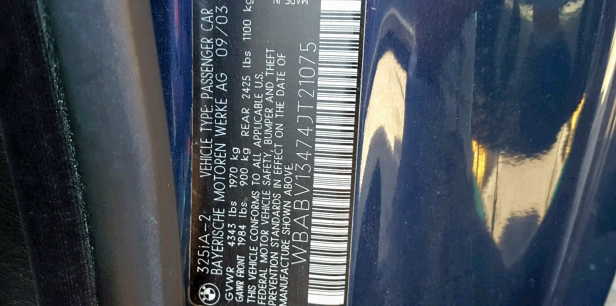 325iA-2 VEHICLE TYPE: PASSENGER CAR
BAYERISCHE MOTOREN WERKE AG 09/03
GVWR 4343 lbs 1970 kg
GAWR FRONT 1984 lbs 900 kg REAR 2425 lbs 1100 kg
THIS VEHICLE CONFORMS TO ALL APPLICABLE U.S.
FEDERAL MOTOR VEHICLE SAFETY, BUMPER AND THEFT
PREVENTION STANDARDS IN EFFECT ON THE DATE OF
MANUFACTURE SHOWN ABOVE.
WBABV13474JT21075